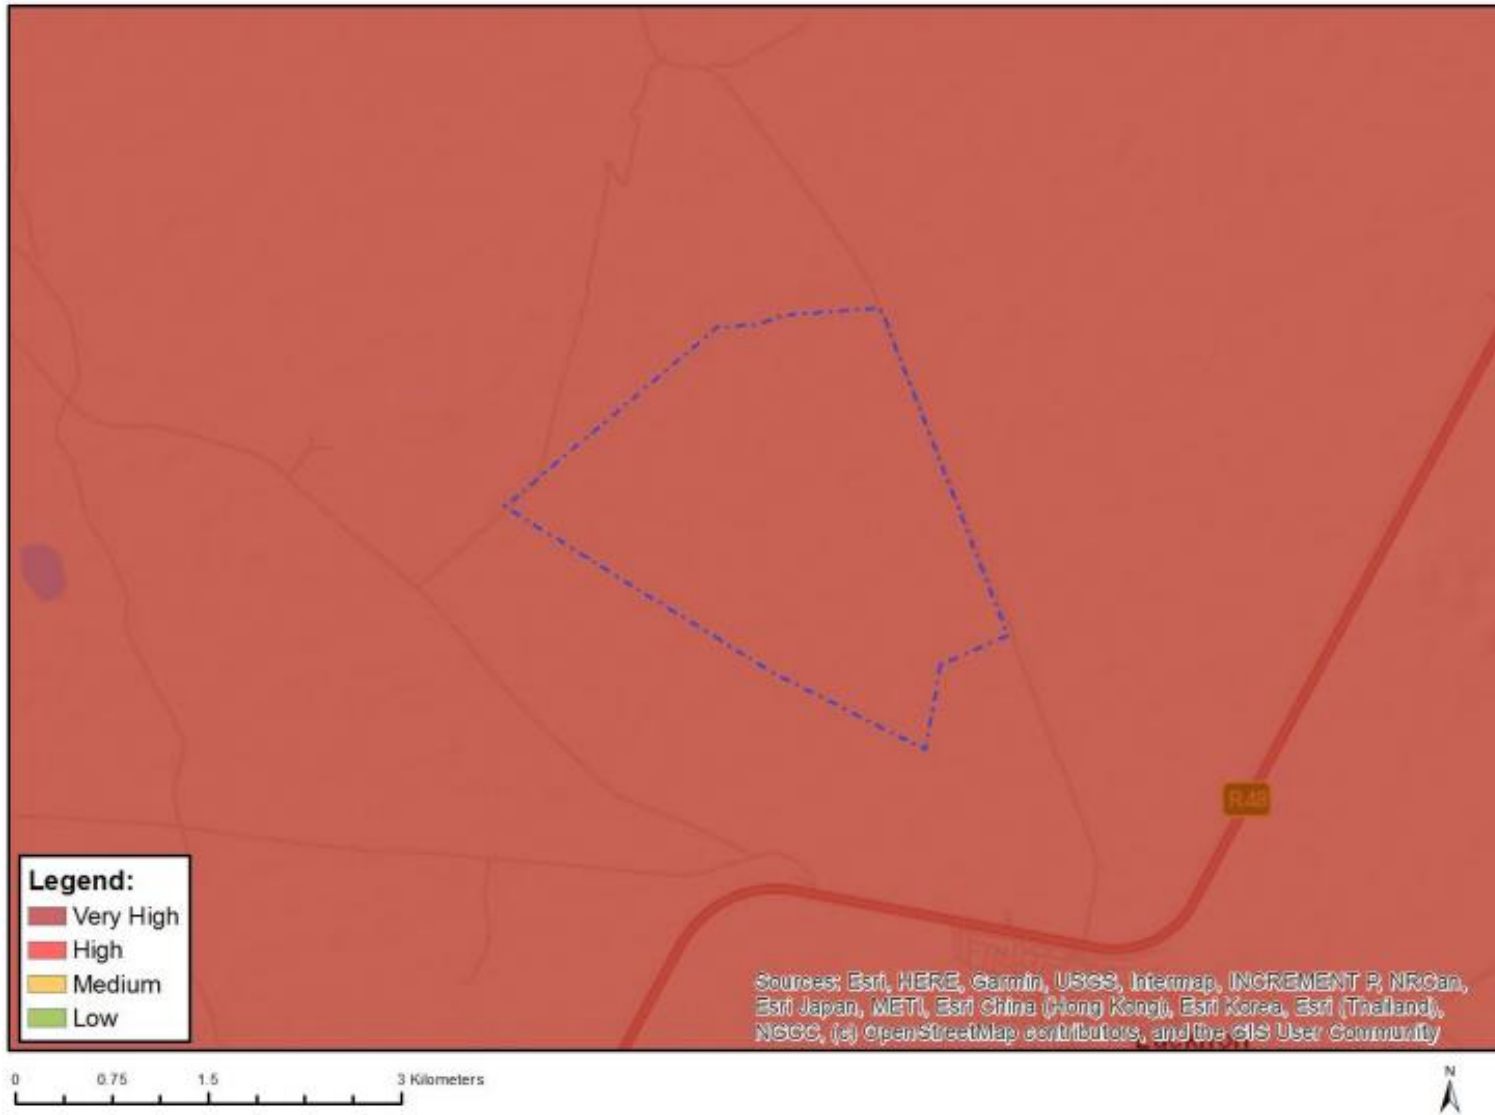 R48
Legend:
Very High
High
Medium
Low
Sources: Esri, HERE, Garmin, USGS, Intermap, INCREMENT P, NRCan,
Esri Japan, METI, Esri China (Hong Kong), Esri Korea, Esri (Thailand),
NGCC, (c) OpenStreetMap contributors, and the GIS User Community
0 0.75 1.5 3 Kilometers
N